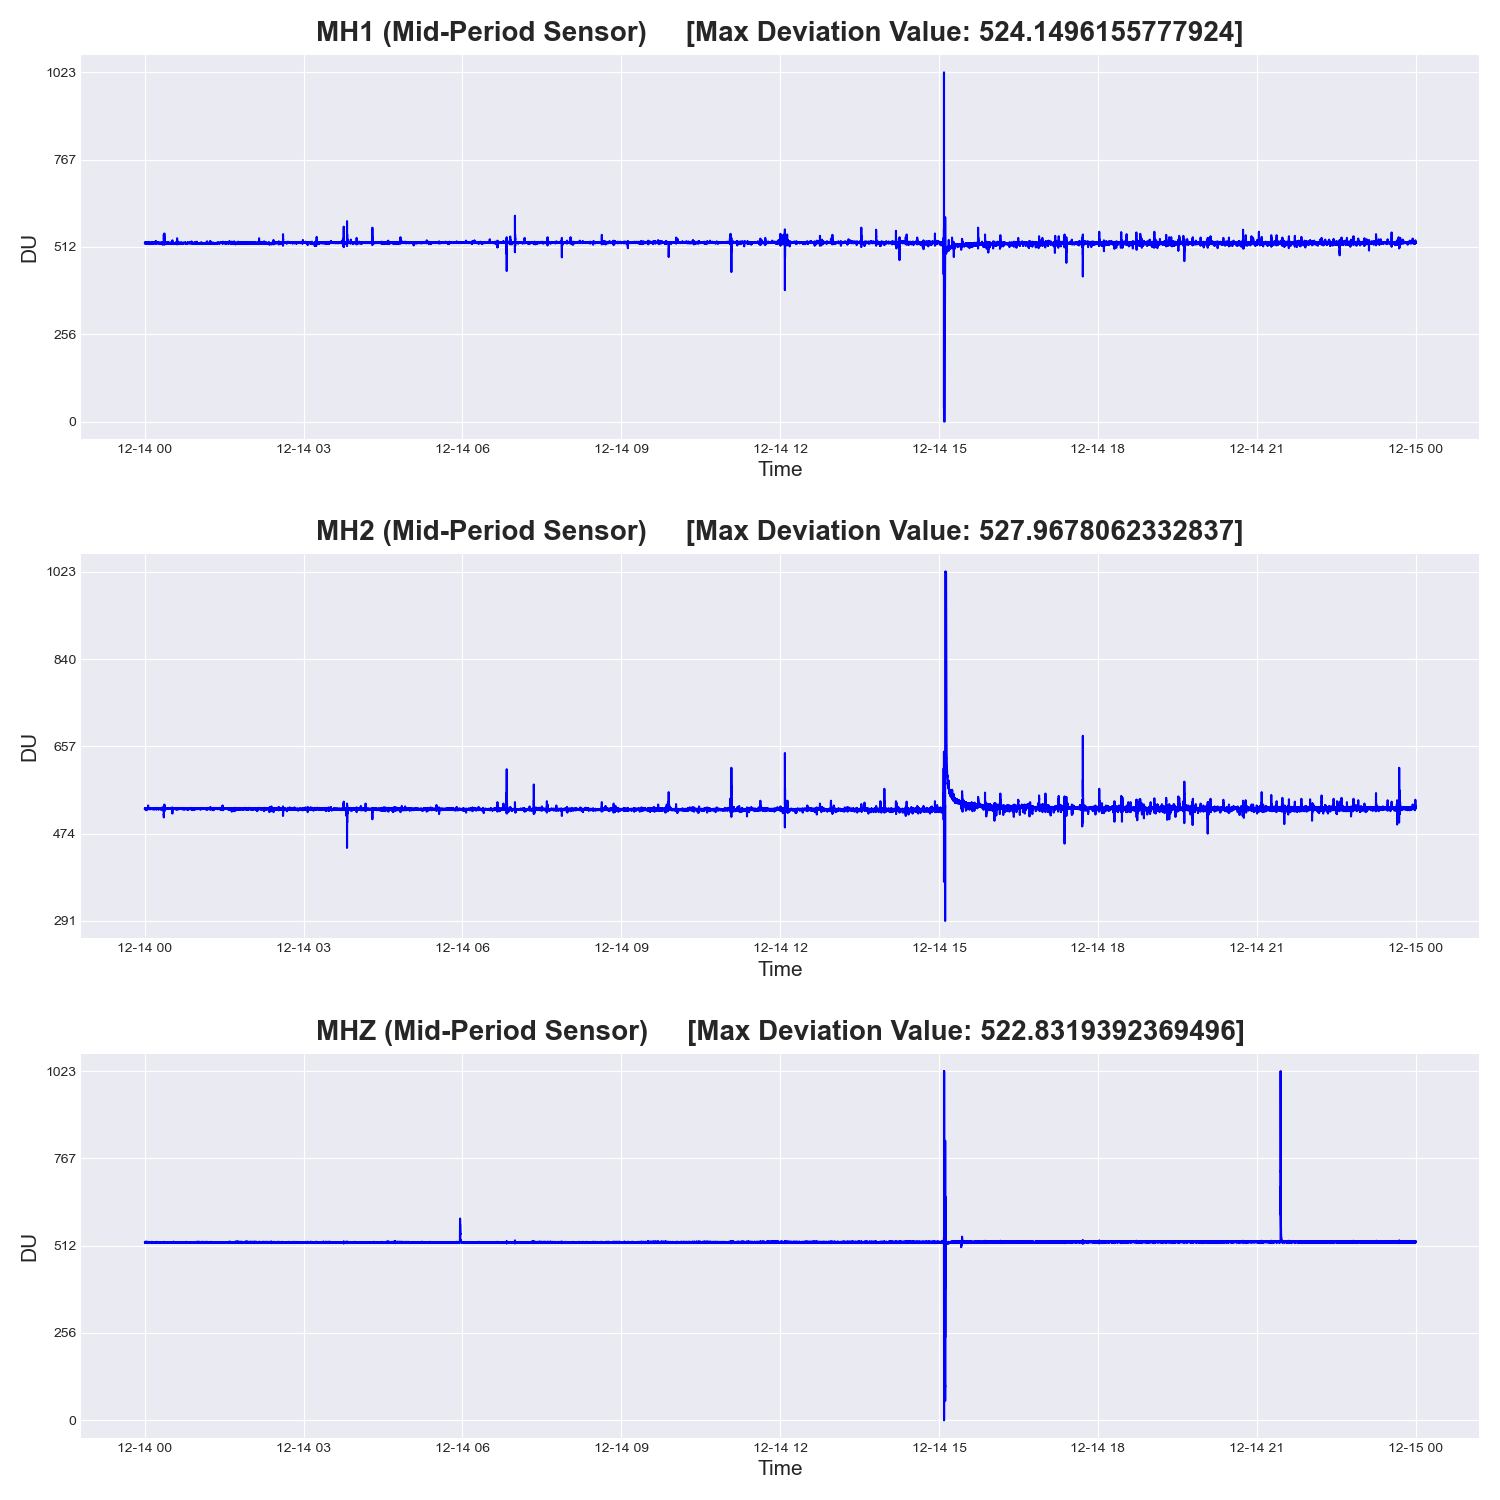 MH1 (Mid-Period Sensor) [Max Deviation Value: 524.1496155777924]
1023
767
512
256
0
DU
12-14 00 12-14 03 12-14 06 12-14 09 12-14 12 12-14 15 12-14 18 12-14 21 12-15 00
Time
MH2 (Mid-Period Sensor) [Max Deviation Value: 527.9678062332837]
1023
840
657
474
291
DU
12-14 00 12-14 03 12-14 06 12-14 09 12-14 12 12-14 15 12-14 18 12-14 21 12-15 00
Time
MHZ (Mid-Period Sensor) [Max Deviation Value: 522.8319392369496]
1023
767
512
256
0
DU
12-14 00 12-14 03 12-14 06 12-14 09 12-14 12 12-14 15 12-14 18 12-14 21 12-15 00
Time